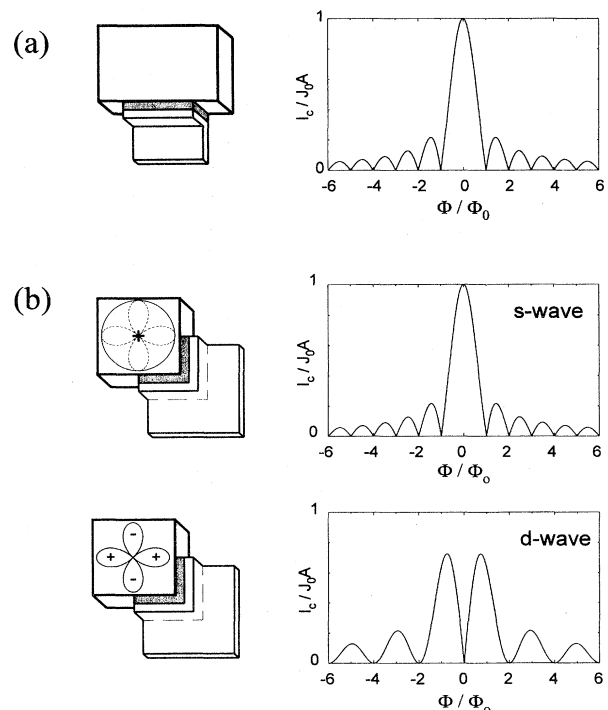 (a)
1
I_c / J_0A
0
-6 -4 -2 0 2 4 6
Φ / Φ_0
(b)
1
s-wave
I_c / J_0A
0
-6 -4 -2 0 2 4 6
Φ / Φ_o
+
-
+ +
-
1
d-wave
I_c / J_0A
0
-6 -4 -2 0 2 4 6
Φ / Φ_o